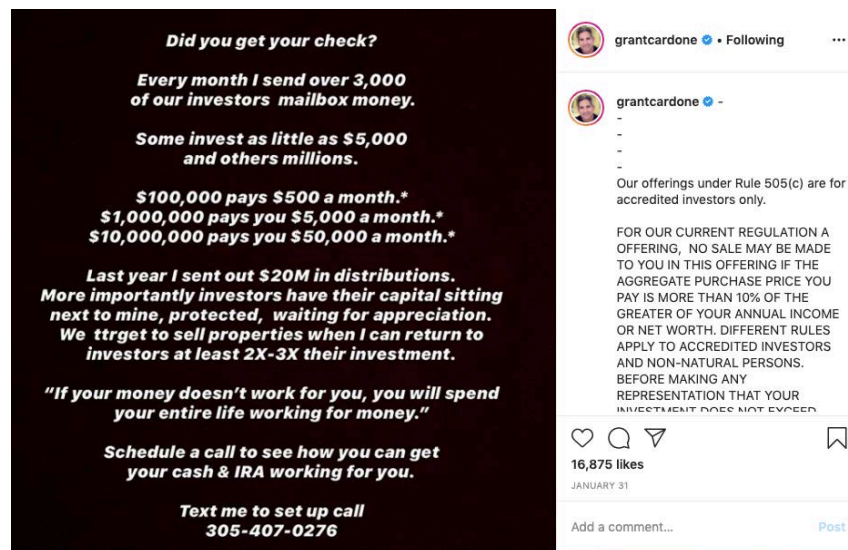 Did you get your check?
Every month I send over 3,000
of our investors mailbox money.
Some invest as little as $5,000
and others millions.
$100,000 pays $500 a month.*
$1,000,000 pays you $5,000 a month.*
$10,000,000 pays you $50,000 a month.*
Last year I sent out $20M in distributions.
More importantly investors have their capital sitting
next to mine, protected, waiting for appreciation.
We ttrget to sell properties when I can return to
investors at least 2X-3X their investment.
"If your money doesn't work for you, you will spend
your entire life working for money."
Schedule a call to see how you can get
your cash & IRA working for you.
Text me to set up call
305-407-0276
grantcardone • Following
...
grantcardone -
-
-
-
-
Our offerings under Rule 505(c) are for
accredited investors only.
FOR OUR CURRENT REGULATION A
OFFERING, NO SALE MAY BE MADE
TO YOU IN THIS OFFERING IF THE
AGGREGATE PURCHASE PRICE YOU
PAY IS MORE THAN 10% OF THE
GREATER OF YOUR ANNUAL INCOME
OR NET WORTH. DIFFERENT RULES
APPLY TO ACCREDITED INVESTORS
AND NON-NATURAL PERSONS.
BEFORE MAKING ANY
REPRESENTATION THAT YOUR
INVESTMENT DOES NOT EXCEED
16,875 likes
JANUARY 31
Add a comment... Post